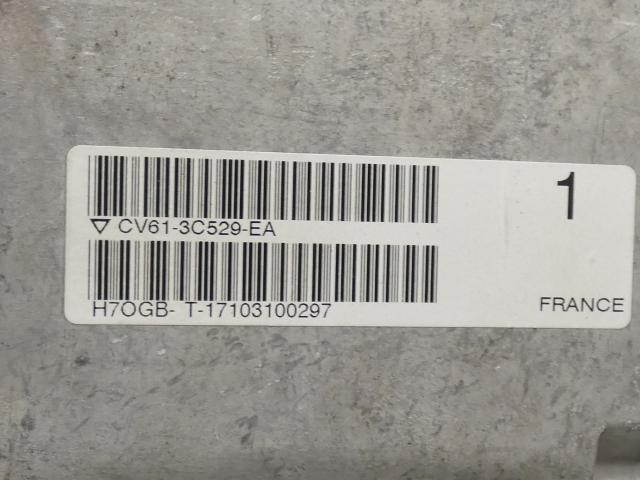 1
▽ CV61-3C529-EA
H7OGB- T-17103100297
FRANCE